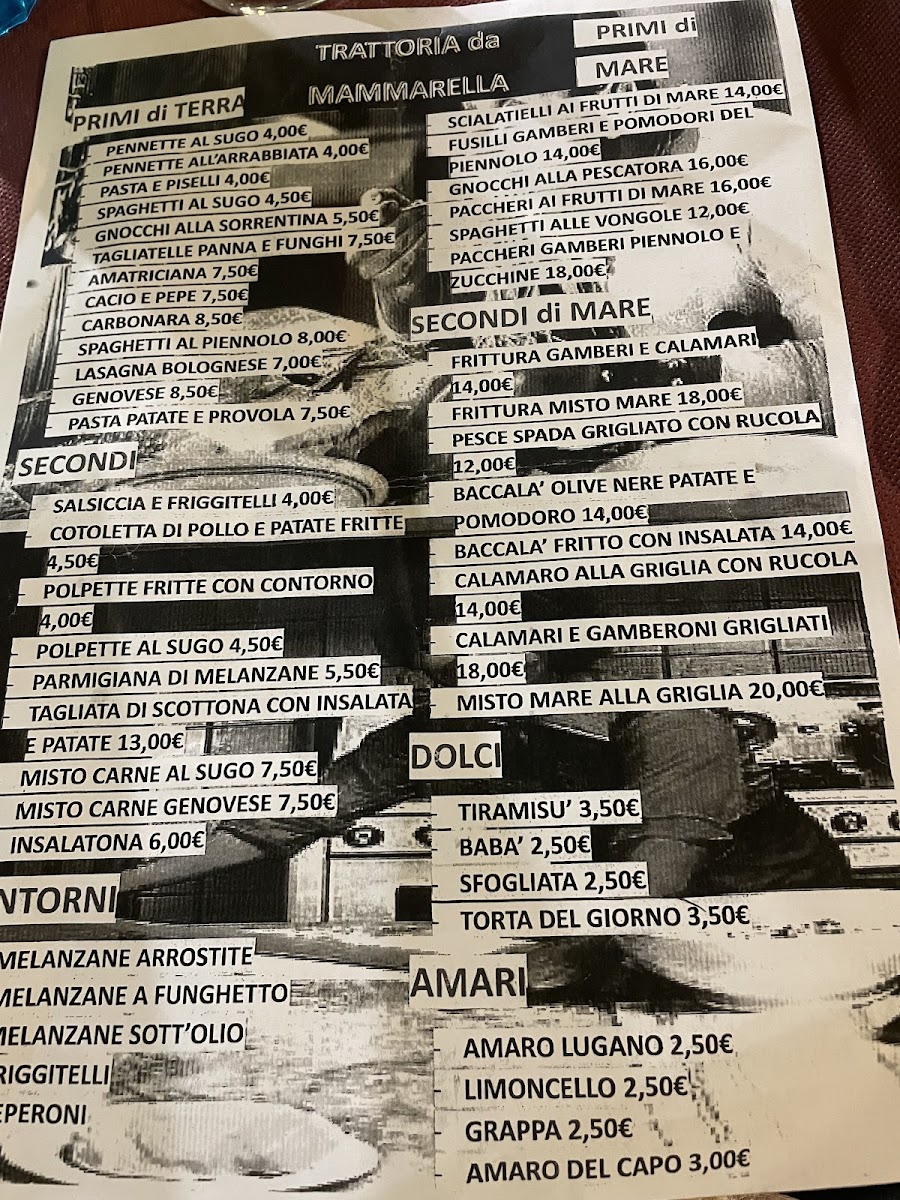 TRATTORIA da
MAMMARELLA
PRIMI di TERRA
- PENNETTE AL SUGO 4,00€
- PENNETTE ALL'ARRABBIATA 4,00€
- PASTA E PISELLI 4,00€
- SPAGHETTI AL SUGO 4,50€
- GNOCCHI ALLA SORRENTINA 5,50€
- TAGLIATELLE PANNA E FUNGHI 7,50€
- AMATRICIANA 7,50€
- CACIO E PEPE 7,50€
- CARBONARA 8,50€
- SPAGHETTI AL PIENNOLO 8,00€
- LASAGNA BOLOGNESE 7,00€
- GENOVESE 8,50€
- PASTA PATATE E PROVOLA 7,50€
SECONDI
- SALSICCIA E FRIGGITELLI 4,00€
- COTOLETTA DI POLLO E PATATE FRITTE
4,50€
- POLPETTE FRITTE CON CONTORNO
4,00€
- POLPETTE AL SUGO 4,50€
- PARMIGIANA DI MELANZANE 5,50€
- TAGLIATA DI SCOTTONA CON INSALATA
E PATATE 13,00€
- MISTO CARNE AL SUGO 7,50€
- MISTO CARNE GENOVESE 7,50€
INSALATONA 6,00€
NTORNI
MELANZANE ARROSTITE
MELANZANE A FUNGHETTO
MELANZANE SOTT'OLIO
RIGGITELLI
EPERONI
PRIMI di
MARE
- SCIALATIELLI AI FRUTTI DI MARE 14,00€
- FUSILLI GAMBERI E POMODORI DEL
PIENNOLO 14,00€
- GNOCCHI ALLA PESCATORA 16,00€
- PACCHERI AI FRUTTI DI MARE 16,00€
- SPAGHETTI ALLE VONGOLE 12,00€
- PACCHERI GAMBERI PIENNOLO E
ZUCCHINE 18,00€
SECONDI di MARE
- FRITTURA GAMBERI E CALAMARI
14,00€
- FRITTURA MISTO MARE 18,00€
- PESCE SPADA GRIGLIATO CON RUCOLA
12,00€
- BACCALA' OLIVE NERE PATATE E
POMODORO 14,00€
- BACCALA' FRITTO CON INSALATA 14,00€
- CALAMARO ALLA GRIGLIA CON RUCOLA
14,00€
- CALAMARI E GAMBERONI GRIGLIATI
18,00€
- MISTO MARE ALLA GRIGLIA 20,00€
DOLCI
- TIRAMISU' 3,50€
- BABA' 2,50€
- SFOGLIATA 2,50€
- TORTA DEL GIORNO 3,50€
AMARI
- AMARO LUGANO 2,50€
- LIMONCELLO 2,50€
- GRAPPA 2,50€
- AMARO DEL CAPO 3,00€